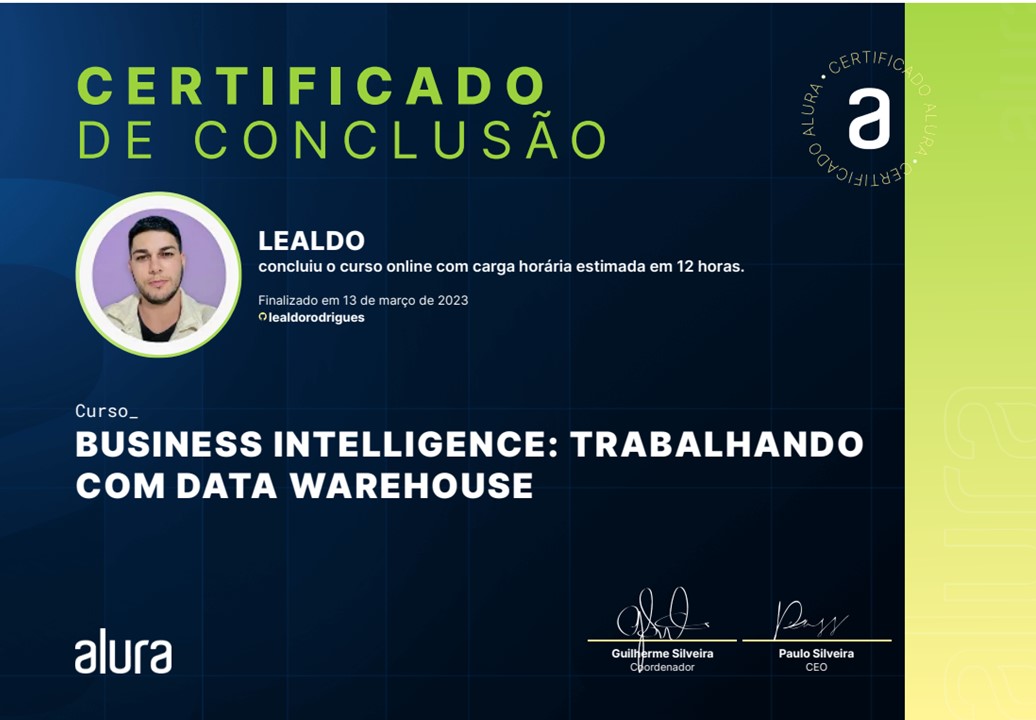 CERTIFICADO
DE CONCLUSÃO
CERTIFICADO ALURA • CERTIFICADO ALURA •
a
LEALDO
concluiu o curso online com carga horária estimada em 12 horas.
Finalizado em 13 de março de 2023
lealdorodrigues
Curso_
BUSINESS INTELLIGENCE: TRABALHANDO
COM DATA WAREHOUSE
alura
Guilherme Silveira
Coordenador
Paulo Silveira
CEO
alura